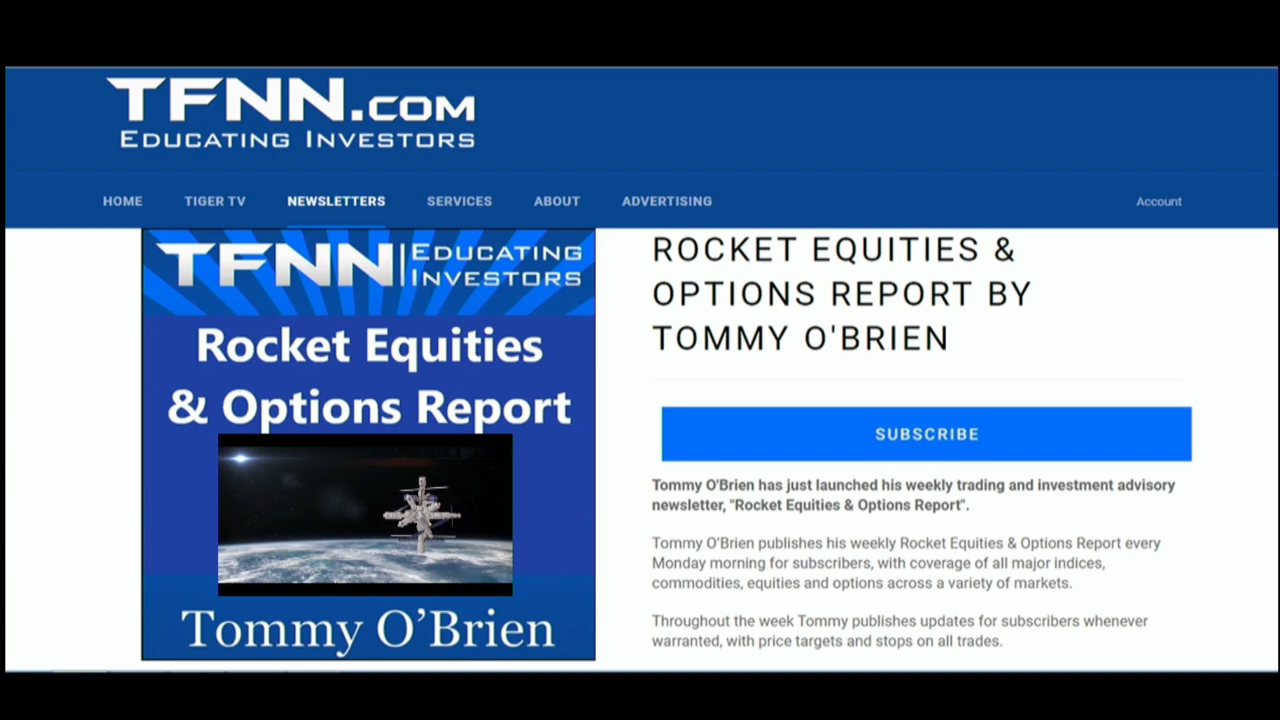 TFNN.COM
EDUCATING INVESTORS
HOME TIGER TV NEWSLETTERS SERVICES ABOUT ADVERTISING Account
TFNN EDUCATING
INVESTORS
Rocket Equities
& Options Report
Tommy O’Brien
ROCKET EQUITIES &
OPTIONS REPORT BY
TOMMY O'BRIEN
SUBSCRIBE
Tommy O'Brien has just launched his weekly trading and investment advisory
newsletter, "Rocket Equities & Options Report".
Tommy O’Brien publishes his weekly Rocket Equities & Options Report every
Monday morning for subscribers, with coverage of all major indices,
commodities, equities and options across a variety of markets.
Throughout the week Tommy publishes updates for subscribers whenever
warranted, with price targets and stops on all trades.